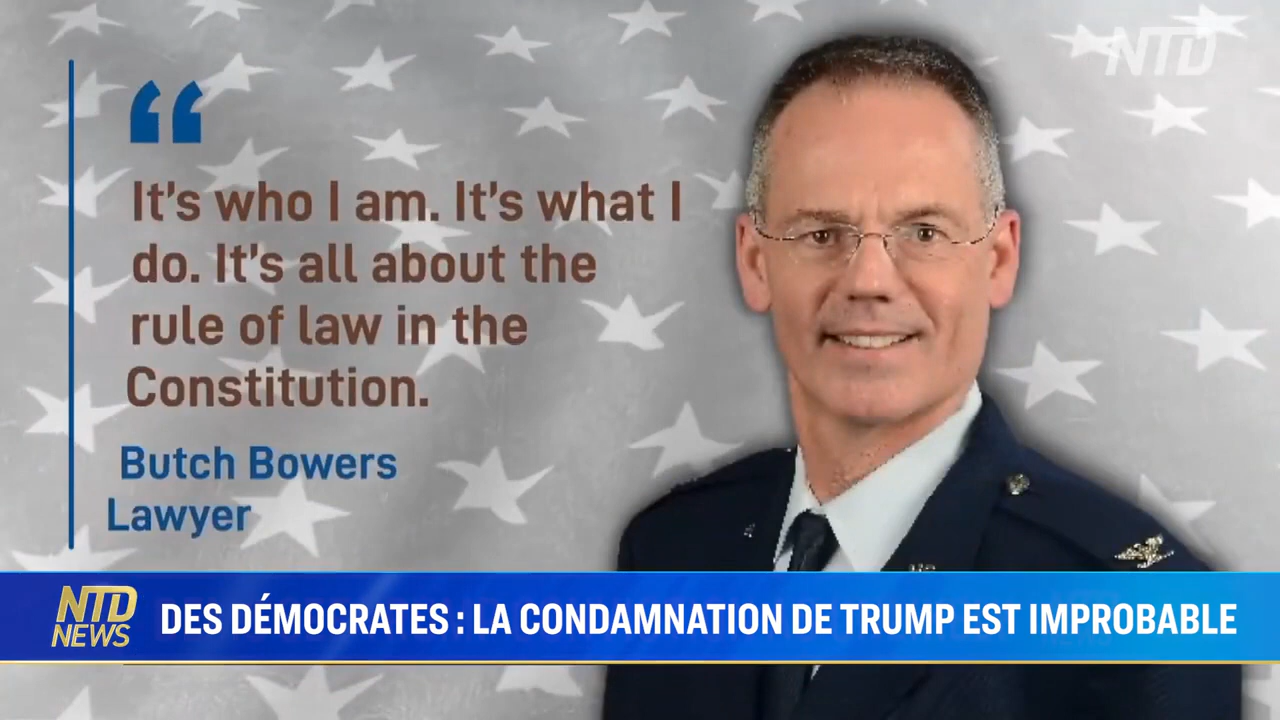 NTD
“
It’s who I am. It’s what I
do. It’s all about the
rule of law in the
Constitution.
Butch Bowers
Lawyer
NTD
NEWS
DES DÉMOCRATES : LA CONDAMNATION DE TRUMP EST IMPROBABLE